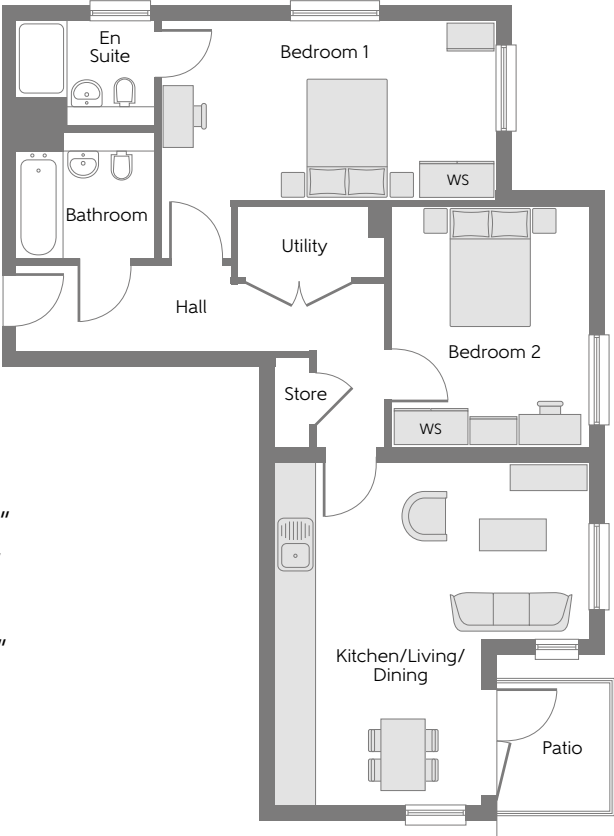 En
Suite
Bedroom 1
WS
Bathroom
Utility
Hall
Bedroom 2
Store
WS
"
Kitchen/Living/
Dining
"
Patio